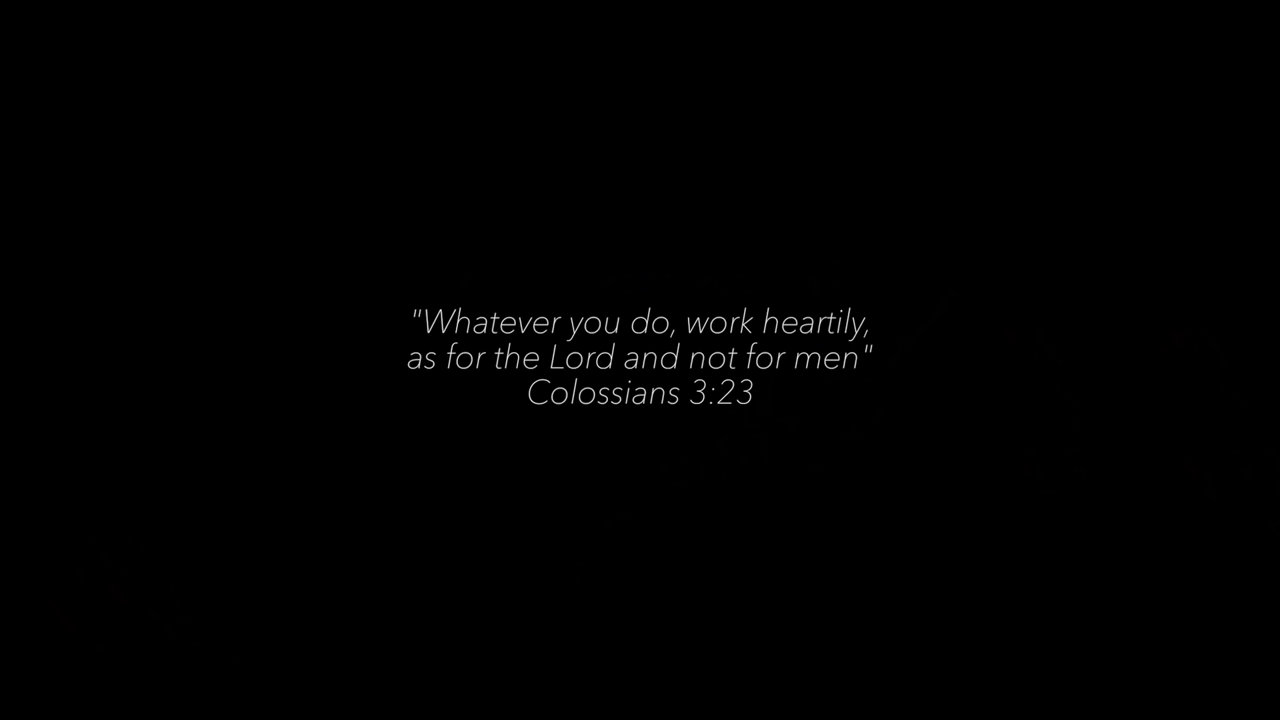 "Whatever you do, work heartily,
as for the Lord and not for men"
Colossians 3:23